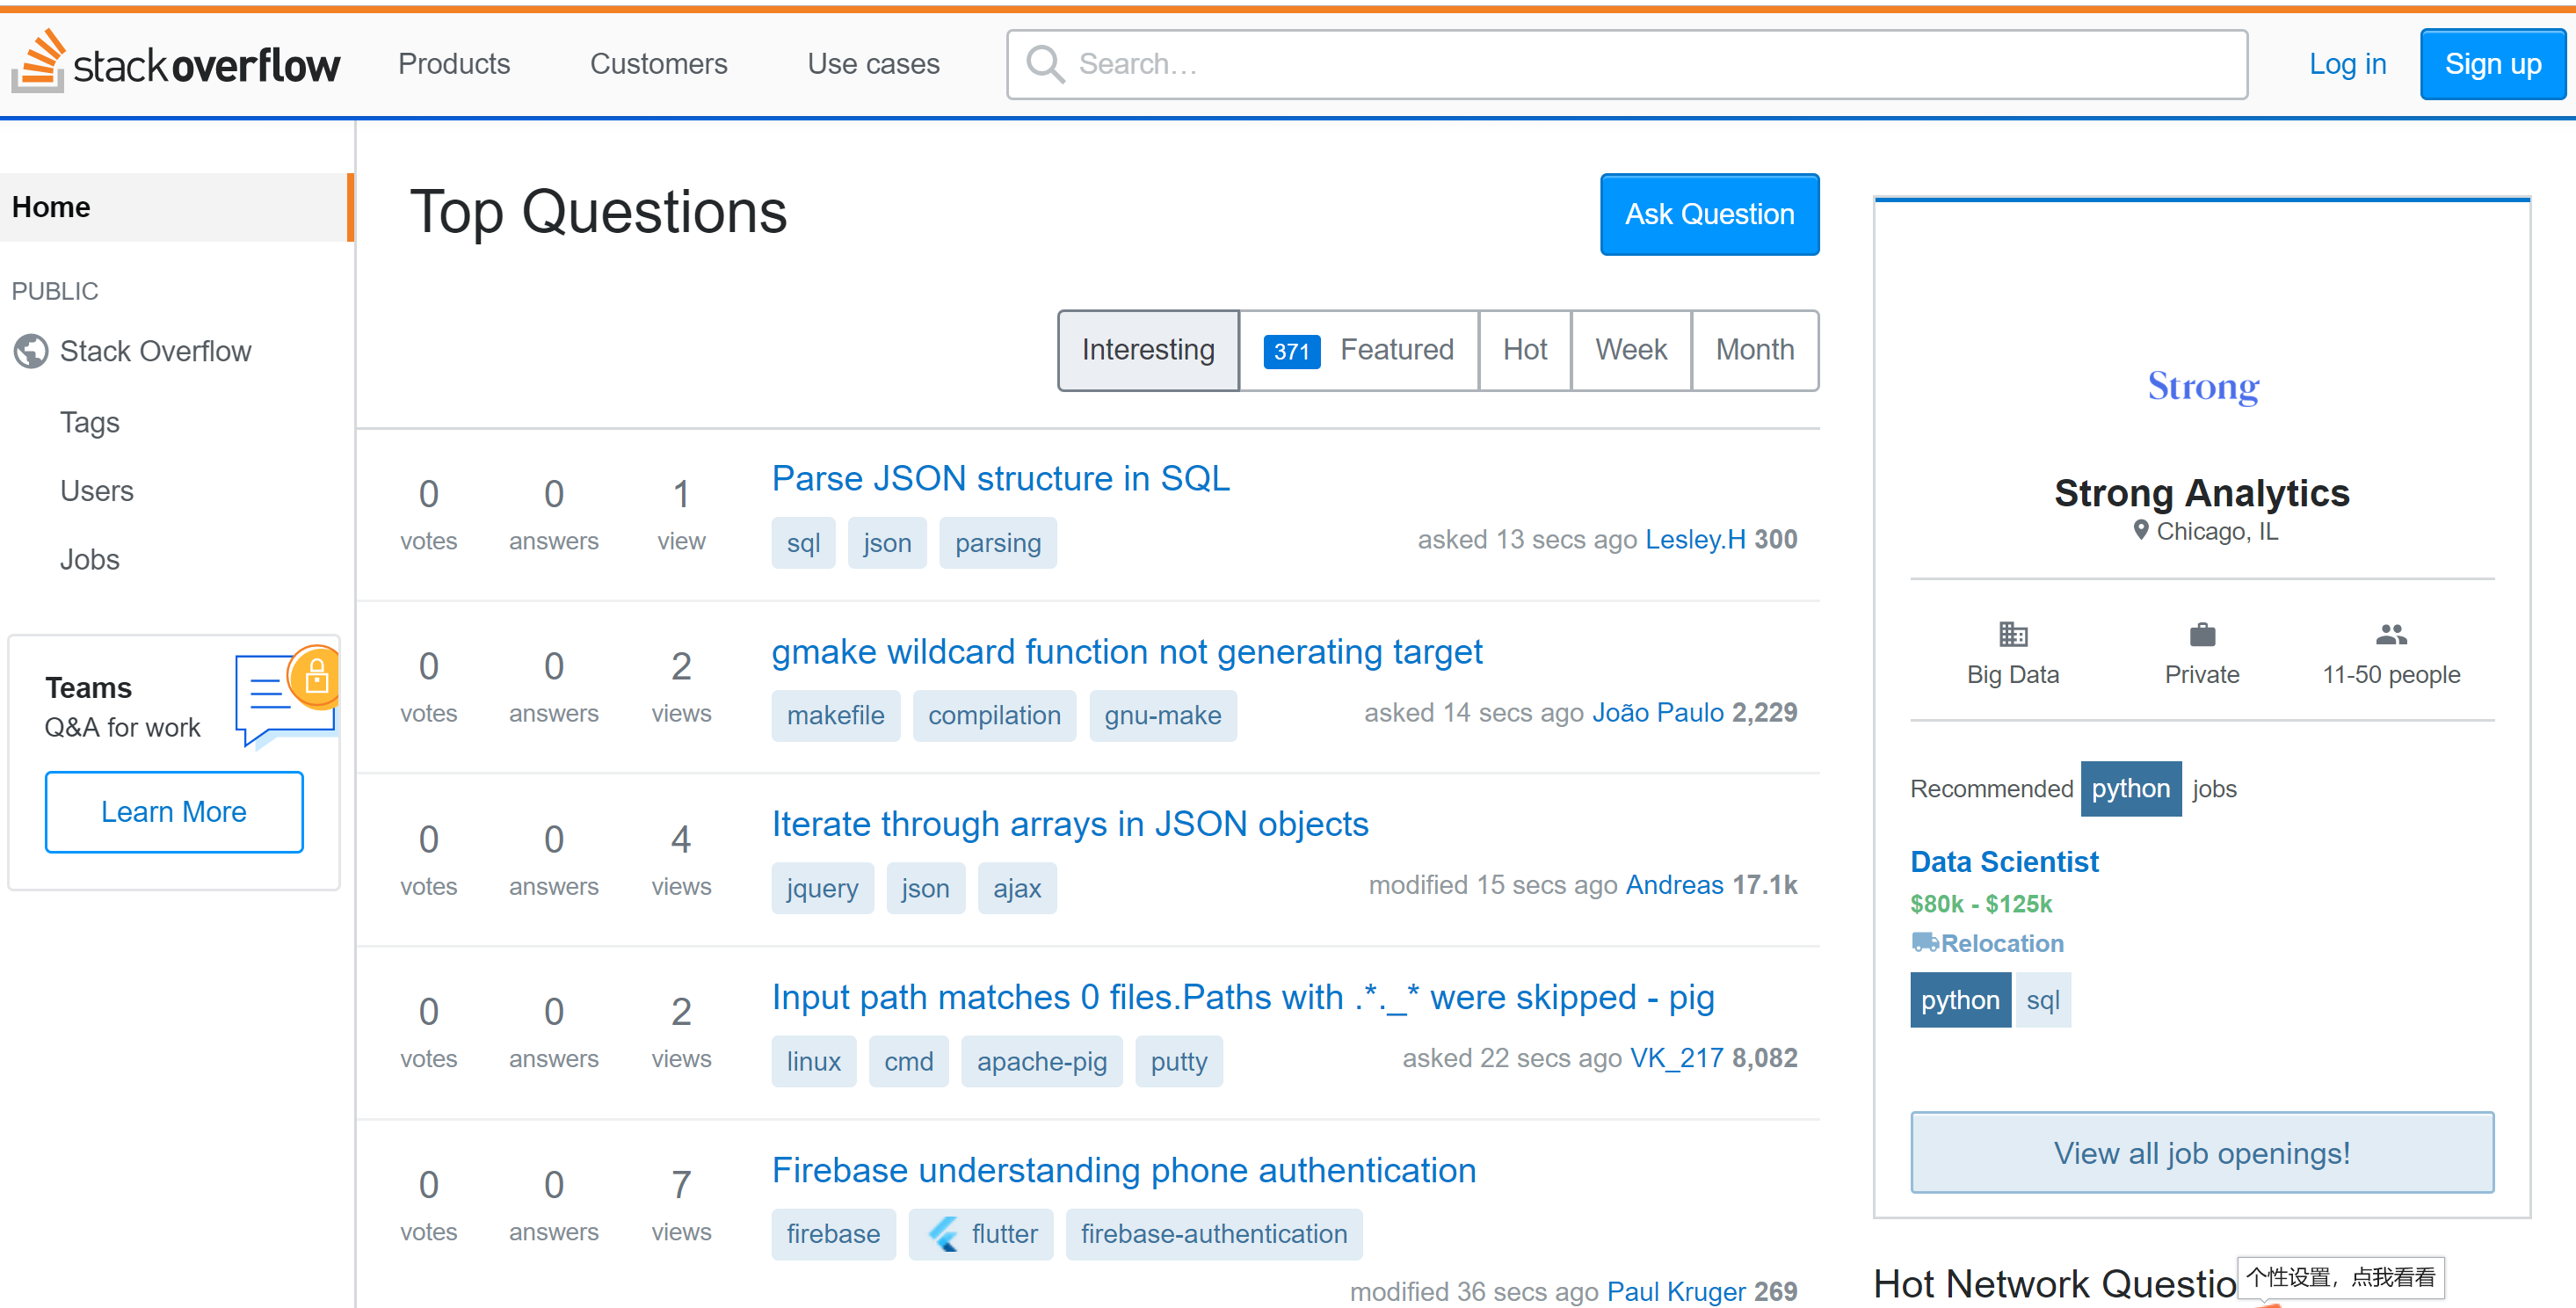 stackoverflow
Products
Customers
Use cases
Search…
Log in
Sign up
Home
PUBLIC
Stack Overflow
Tags
Users
Jobs
Teams
Q&A for work
Learn More
Top Questions
Ask Question
Interesting
371 Featured
Hot
Week
Month
0 votes
0 answers
1 view
Parse JSON structure in SQL
sql json parsing
asked 13 secs ago Lesley.H 300
0 votes
0 answers
2 views
gmake wildcard function not generating target
makefile compilation gnu-make
asked 14 secs ago João Paulo 2,229
0 votes
0 answers
4 views
Iterate through arrays in JSON objects
jquery json ajax
modified 15 secs ago Andreas 17.1k
0 votes
0 answers
2 views
Input path matches 0 files.Paths with .*._* were skipped - pig
linux cmd apache-pig putty
asked 22 secs ago VK_217 8,082
0 votes
0 answers
7 views
Firebase understanding phone authentication
firebase flutter firebase-authentication
modified 36 secs ago Paul Kruger 269
Strong
Strong Analytics
Chicago, IL
Big Data
Private
11-50 people
Recommended python jobs
Data Scientist
$80k - $125k
Relocation
python sql
View all job openings!
Hot Network Questio
个性设置，点我看看